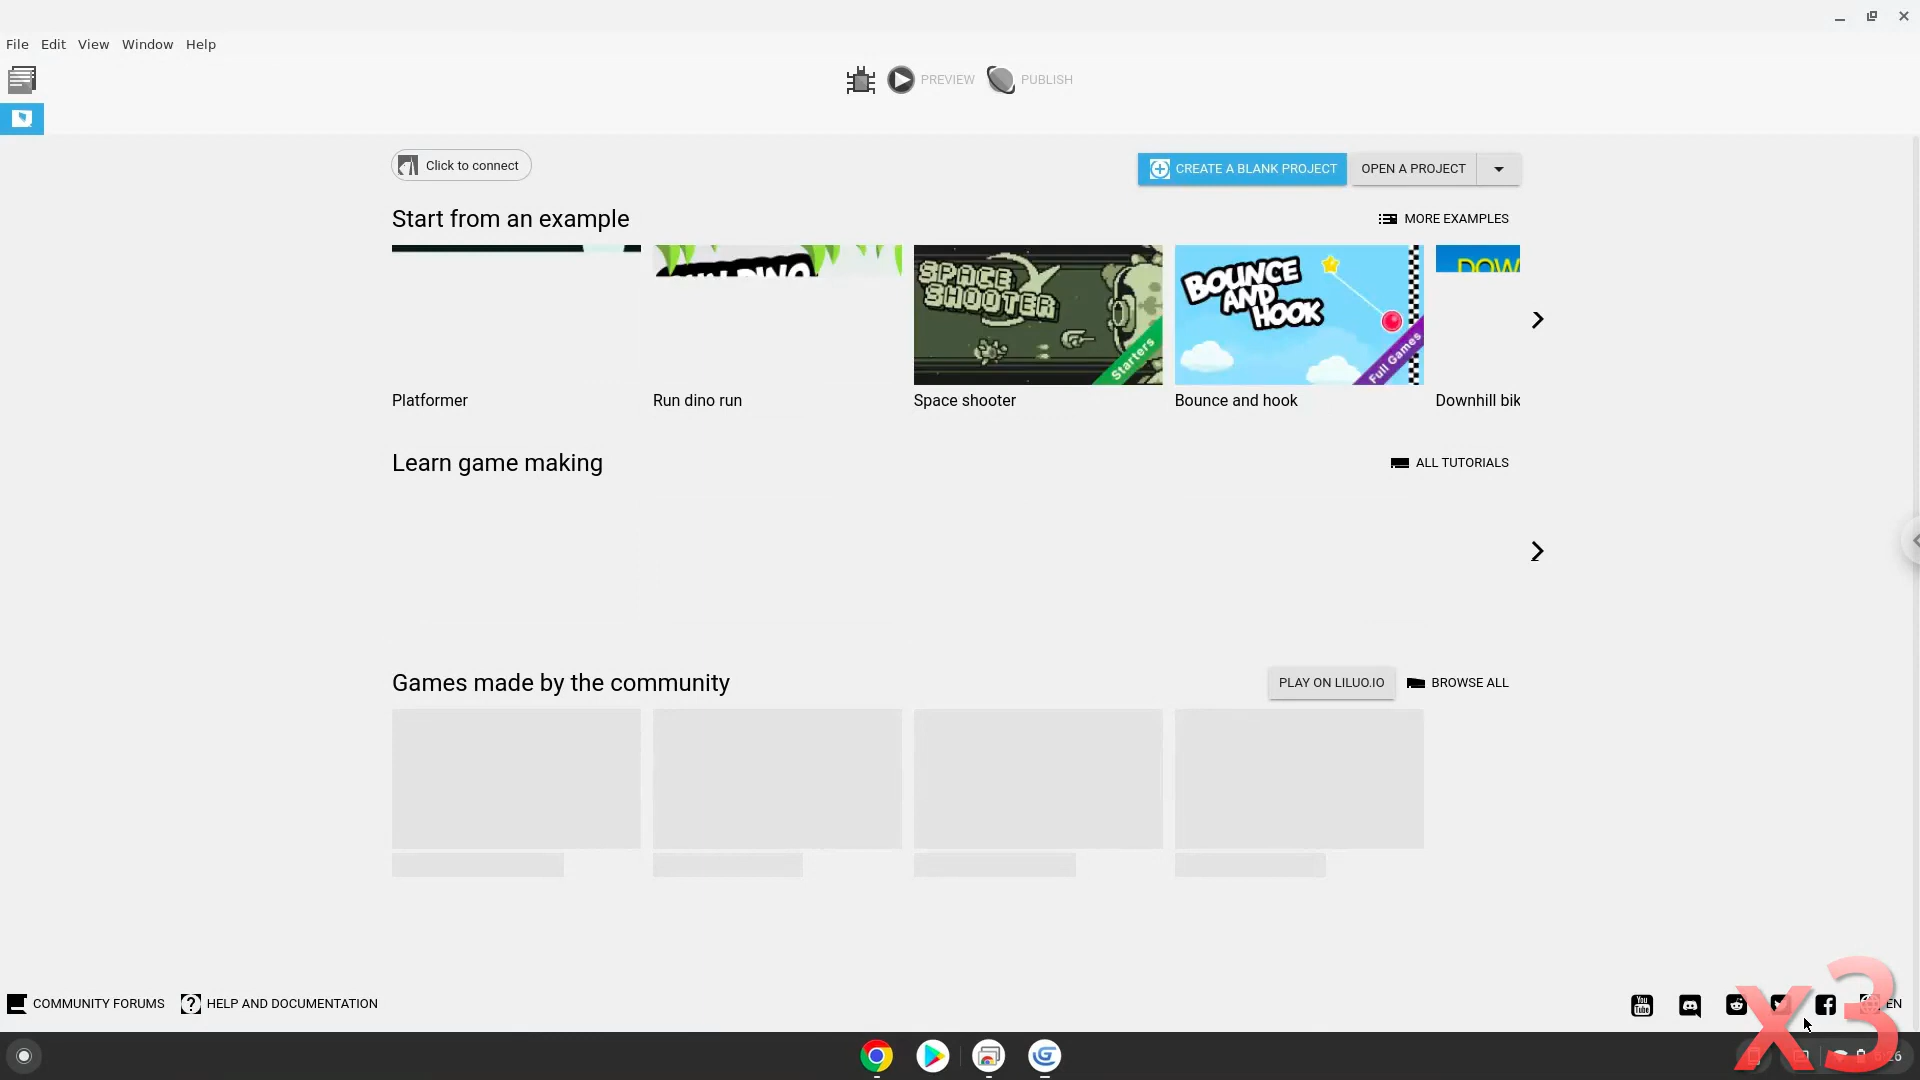 File Edit View Window Help
PREVIEW PUBLISH
Click to connect
CREATE A BLANK PROJECT OPEN A PROJECT
Start from an example
MORE EXAMPLES
SPACE SHOOTER
Starters
BOUNCE AND HOOK
Full Games
Platformer
Run dino run
Space shooter
Bounce and hook
Downhill bik
Learn game making
ALL TUTORIALS
Games made by the community
PLAY ON LILUO.IO BROWSE ALL
COMMUNITY FORUMS ? HELP AND DOCUMENTATION
You Tube
EN
x3